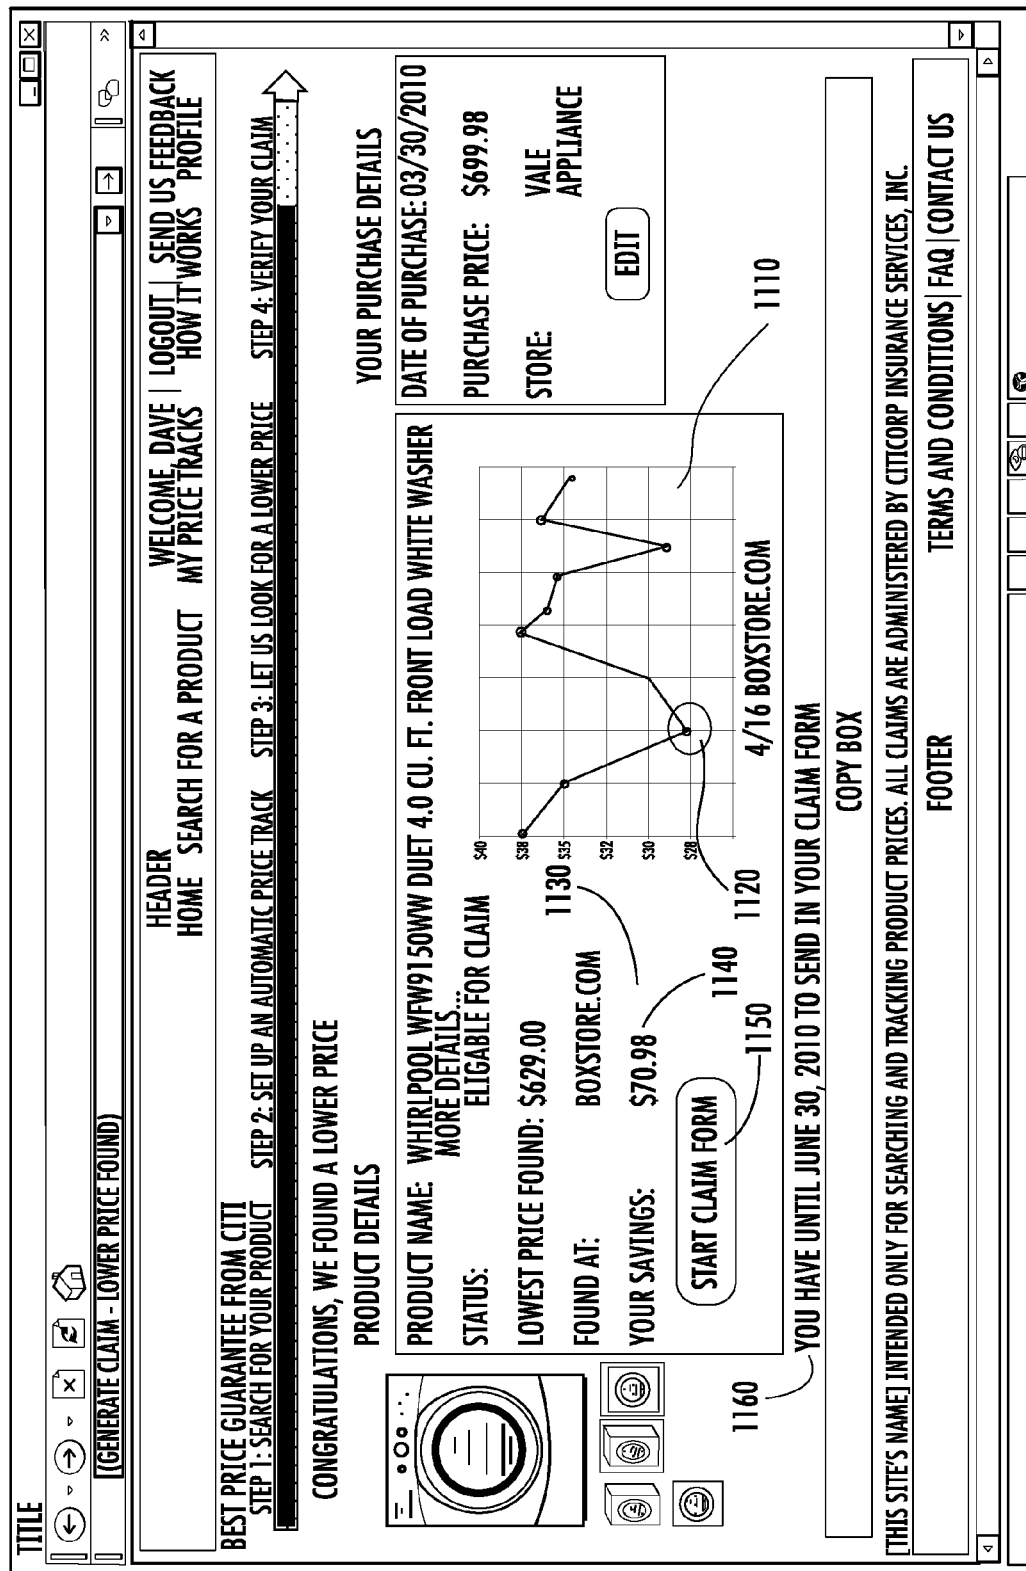 TITLE
(GENERATE CLAIM - LOWER PRICE FOUND)
HEADER
WELCOME, DAVE | LOGOUT | SEND US FEEDBACK
HOME SEARCH FOR A PRODUCT MY PRICE TRACKS HOW IT WORKS PROFILE
BEST PRICE GUARANTEE FROM CITI
STEP 1: SEARCH FOR YOUR PRODUCT STEP 2: SET UP AN AUTOMATIC PRICE TRACK STEP 3: LET US LOOK FOR A LOWER PRICE STEP 4: VERIFY YOUR CLAIM
CONGRATULATIONS, WE FOUND A LOWER PRICE
PRODUCT DETAILS
PRODUCT NAME: WHIRLPOOL WFW9150WW DUET 4.0 CU. FT. FRONT LOAD WHITE WASHER
MORE DETAILS...
STATUS: ELIGABLE FOR CLAIM
LOWEST PRICE FOUND: $629.00
FOUND AT: BOXSTORE.COM
YOUR SAVINGS: $70.98
START CLAIM FORM
1130
1140
1150
1120
$40
$38
$35
$32
$30
$28
4/16 BOXSTORE.COM
1110
YOUR PURCHASE DETAILS
DATE OF PURCHASE: 03/30/2010
PURCHASE PRICE: $699.98
STORE: VALE
APPLIANCE
EDIT
1160
YOU HAVE UNTIL JUNE 30, 2010 TO SEND IN YOUR CLAIM FORM
COPY BOX
[THIS SITE'S NAME] INTENDED ONLY FOR SEARCHING AND TRACKING PRODUCT PRICES. ALL CLAIMS ARE ADMINISTERED BY CITICORP INSURANCE SERVICES, INC.
FOOTER
TERMS AND CONDITIONS | FAQ | CONTACT US